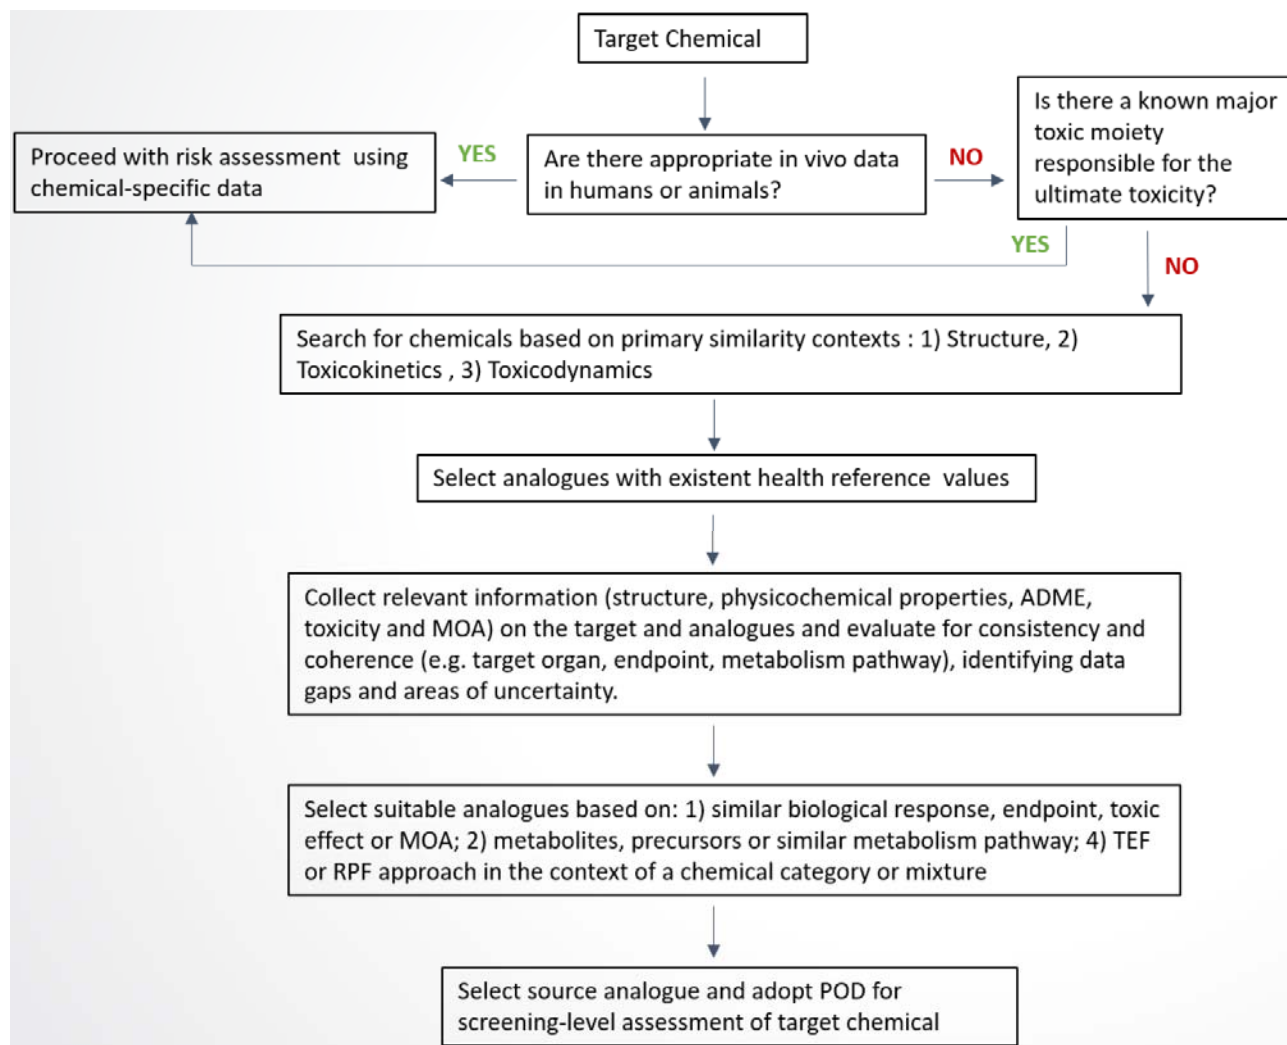 Target Chemical
Is there a known major
toxic moiety
responsible for the
ultimate toxicity?
Proceed with risk assessment using
chemical-specific data
YES
Are there appropriate in vivo data
in humans or animals?
NO
YES
NO
Search for chemicals based on primary similarity contexts : 1) Structure, 2)
Toxicokinetics , 3) Toxicodynamics
Select analogues with existent health reference values
Collect relevant information (structure, physicochemical properties, ADME,
toxicity and MOA) on the target and analogues and evaluate for consistency and
coherence (e.g. target organ, endpoint, metabolism pathway), identifying data
gaps and areas of uncertainty.
Select suitable analogues based on: 1) similar biological response, endpoint, toxic
effect or MOA; 2) metabolites, precursors or similar metabolism pathway; 4) TEF
or RPF approach in the context of a chemical category or mixture
Select source analogue and adopt POD for
screening-level assessment of target chemical